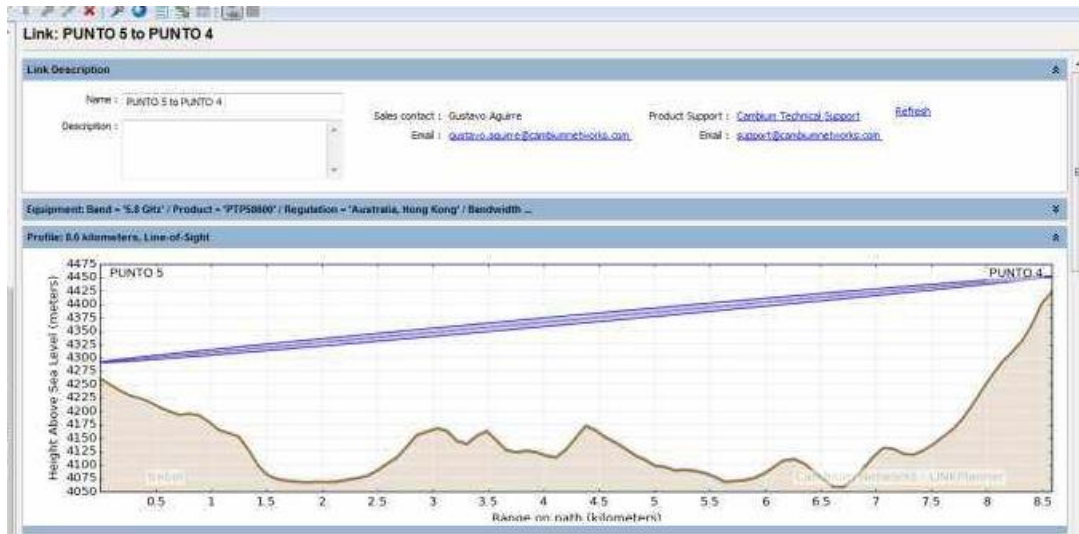 Link: PUNTO 5 to PUNTO 4
Link Description
Name : PUNTO 5 to PUNTO 4
Description :
Sales contact : Gustavo Aguirre
Email : gustavo.aguirre@cambiumnetworks.com
Product Support : Cambium Technical Support
Email : support@cambiumnetworks.com
Refresh
Equipment: Band = '5.8 GHz' / Product = 'PTP58600' / Regulation = 'Australia, Hong Kong' / Bandwidth ...
Profile: 8.6 kilometers, Line-of-Sight
PUNTO 5
PUNTO 4
Height Above Sea Level (meters)
4475
4450
4425
4400
4375
4350
4325
4300
4275
4250
4225
4200
4175
4150
4125
4100
4075
4050
Cambium Networks - LINKPlanner
0.5 1 1.5 2 2.5 3 3.5 4 4.5 5 5.5 6 6.5 7 7.5 8 8.5
Range on path (kilometers)